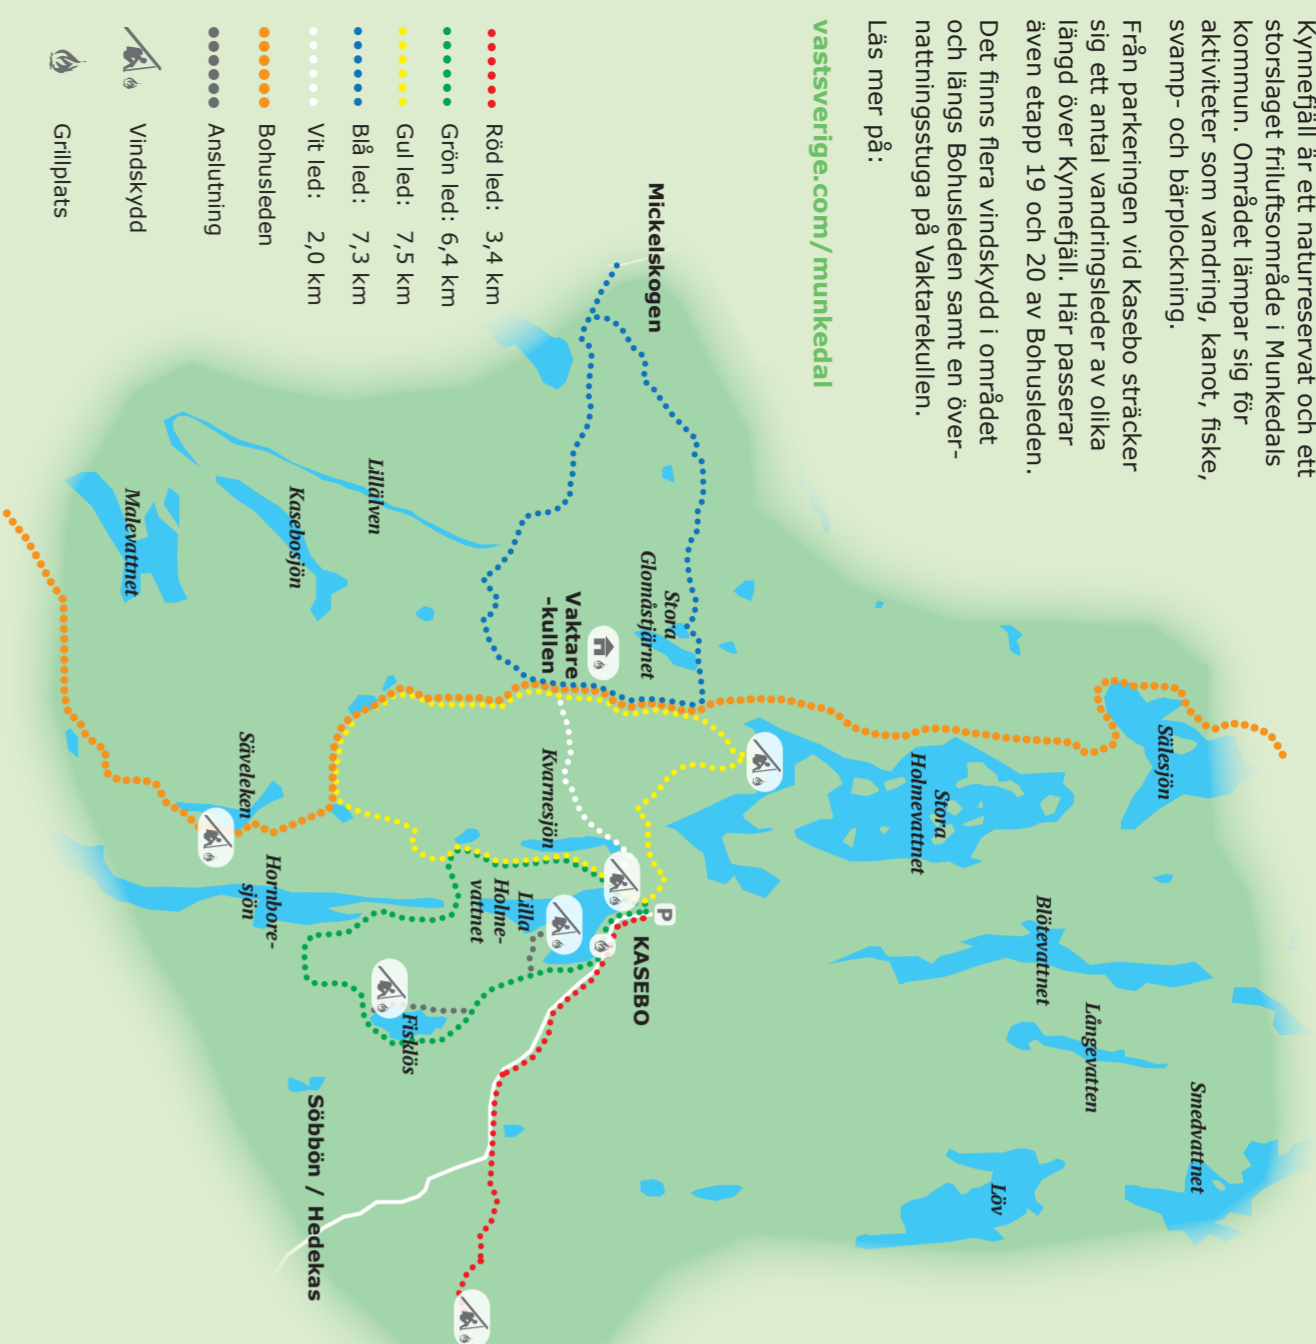 Kynnefjäll är ett naturreservat och ett
storslaget friluftsområde i Munkedals
kommun. Området lämpar sig för
aktiviteter som vandring, kanot, fiske,
svamp- och bärplockning.
Från parkeringen vid Kasebo sträcker
sig ett antal vandringsleder av olika
längd över Kynnefjäll. Här passerar
även etapp 19 och 20 av Bohusleden.
Det finns flera vindskydd i området
och längs Bohusleden samt en över-
nattningsstuga på Vaktarekullen.
Läs mer på:
vastsverige.com/munkedal
Röd led: 3,4 km
Grön led: 6,4 km
Gul led: 7,5 km
Blå led: 7,3 km
Vit led: 2,0 km
Bohusleden
Anslutning
Vindskydd
Grillplats
Sälesjön
Smedvattnet
Långevatten
Blötevattnet
Löv
Stora
Holmevattnet
Mickelskogen
Stora
Glomåstjärnet
P
KASEBO
Vaktare
-kullen
Kvarnesjön
Lilla
Holme-
vattnet
Fisklös
Lillälven
Kasebosjön
Söbbön / Hedekas
Säveleken
Hornbore-
sjön
Malevattnet